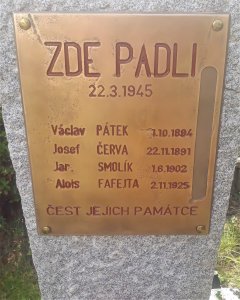 ZDE PADLI
22.3.1945
Václav PÁTEK 1.10.1894
Josef ČERVA 22.11.1891
Jar. SMOLÍK 1.6.1902
Alois FAFEJTA 2.11.1925
ČEST JEJICH PAMÁTCE